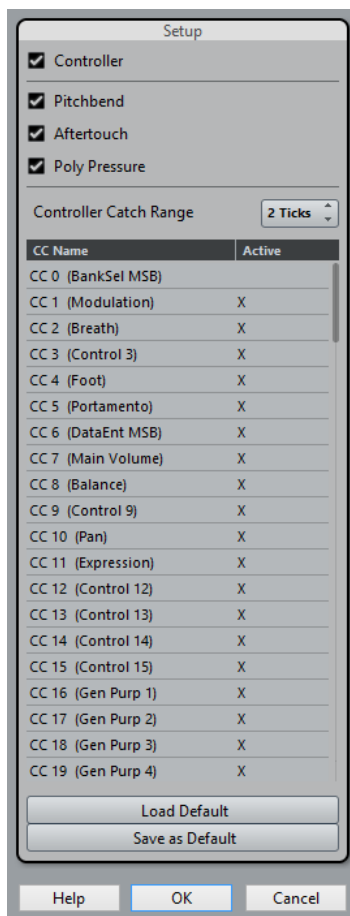 Setup
Controller
Pitchbend
Aftertouch
Poly Pressure
Controller Catch Range 2 Ticks
CC Name Active
CC 0 (BankSel MSB)
CC 1 (Modulation) X
CC 2 (Breath) X
CC 3 (Control 3) X
CC 4 (Foot) X
CC 5 (Portamento) X
CC 6 (DataEnt MSB) X
CC 7 (Main Volume) X
CC 8 (Balance) X
CC 9 (Control 9) X
CC 10 (Pan) X
CC 11 (Expression) X
CC 12 (Control 12) X
CC 13 (Control 13) X
CC 14 (Control 14) X
CC 15 (Control 15) X
CC 16 (Gen Purp 1) X
CC 17 (Gen Purp 2) X
CC 18 (Gen Purp 3) X
CC 19 (Gen Purp 4) X
Load Default
Save as Default
Help OK Cancel